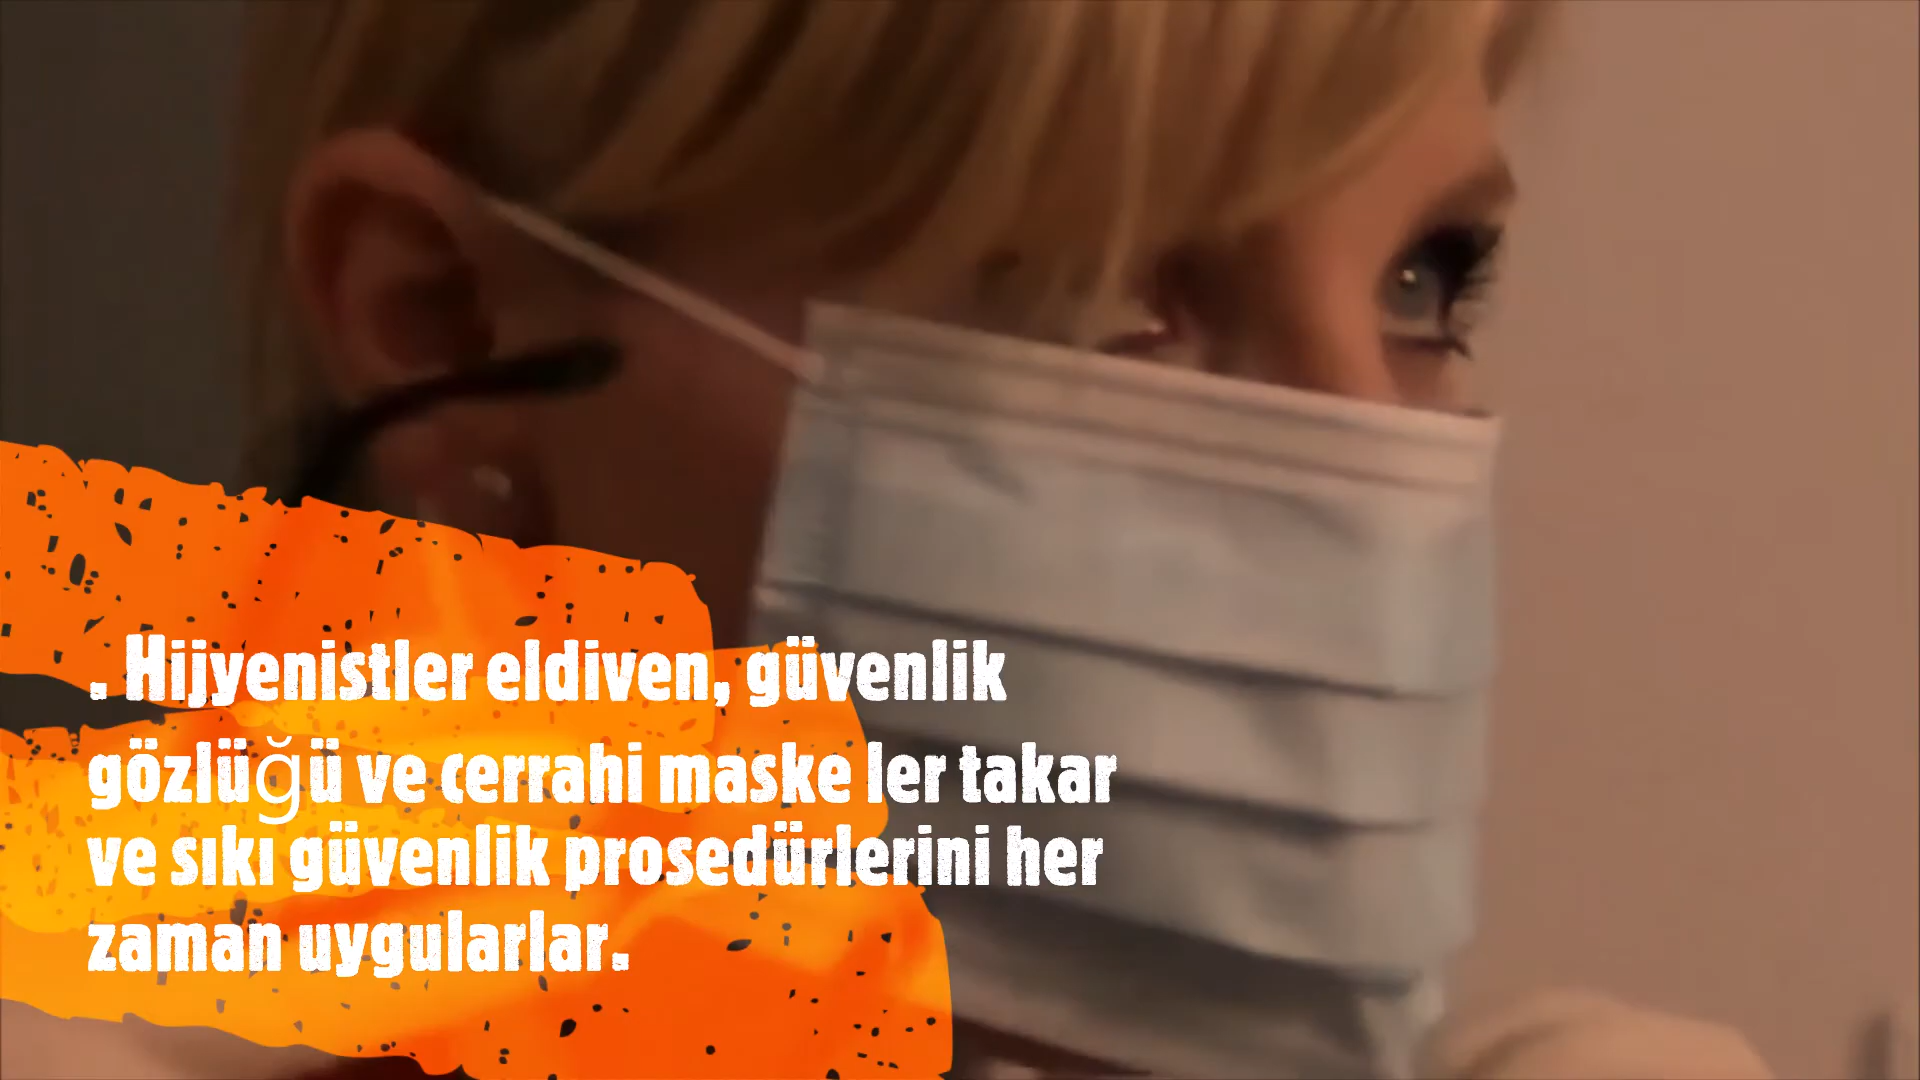 . Hijyenistler eldiven, güvenlik
gözlüğü ve cerrahi maske ler takar
ve sıkı güvenlik prosedürlerini her
zaman uygularlar.